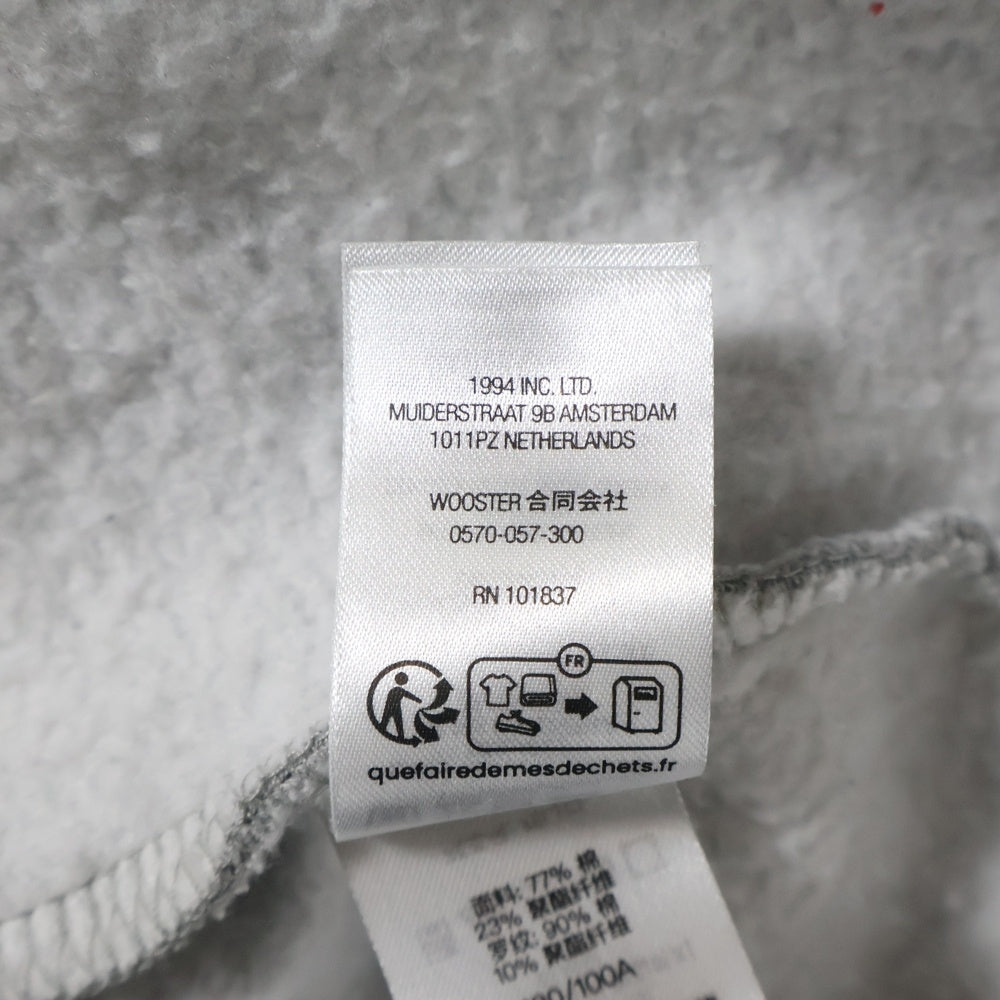 1994 INC. LTD.
MUIDERSTRAAT 9B AMSTERDAM
1011PZ NETHERLANDS
WOOSTER 合同会社
0570-057-300
RN 101837
FR
quefairedemesdechets.fr
面料: 77% 棉
23% 聚酯纤维
罗纹: 90% 棉
10% 聚酯纤维
/100A